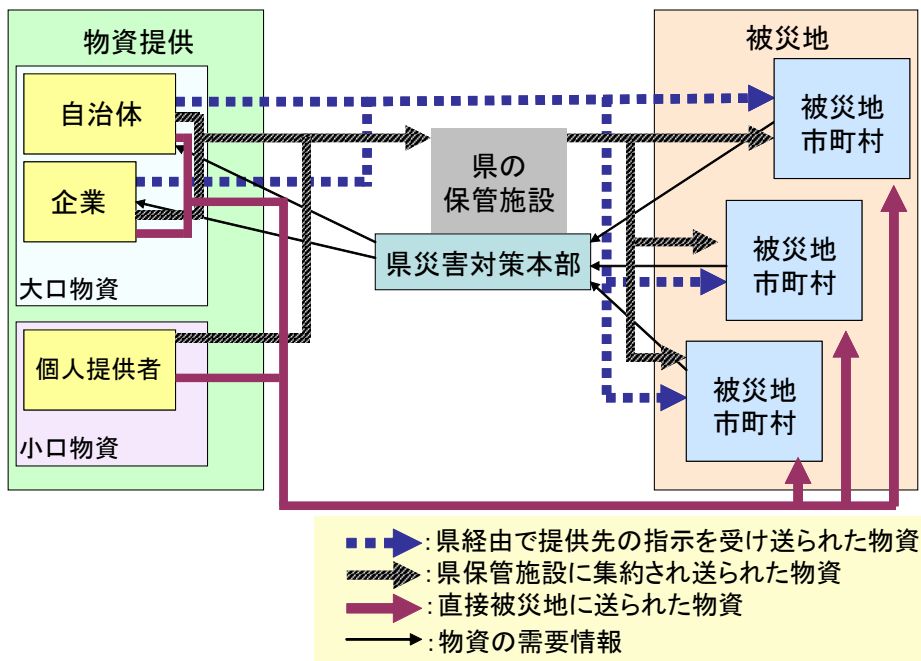 物資提供
自治体
企業
大口物資
個人提供者
小口物資
県の
保管施設
県災害対策本部
被災地
被災地
市町村
被災地
市町村
被災地
市町村
:県経由で提供先の指示を受け送られた物資
:県保管施設に集約され送られた物資
:直接被災地に送られた物資
:物資の需要情報